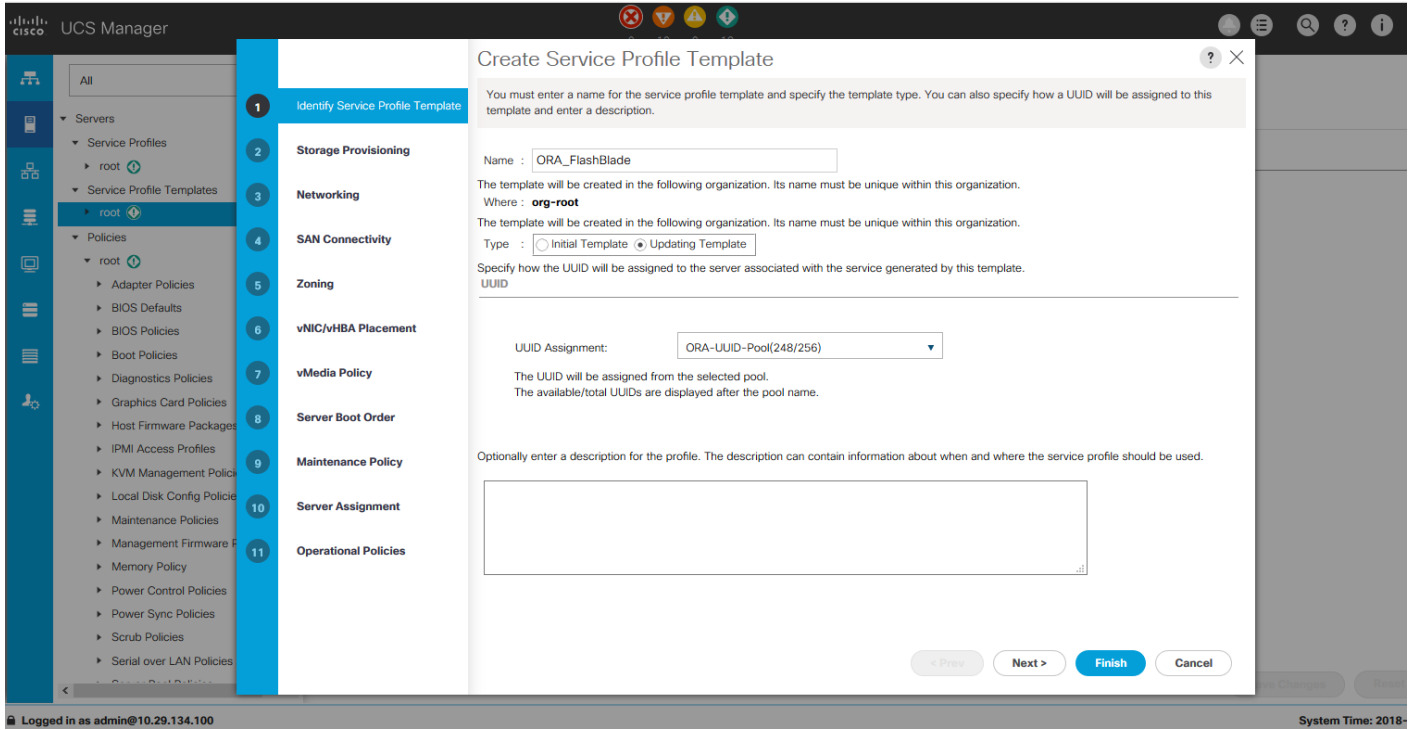 cisco UCS Manager
Create Service Profile Template
?
All
1 Identify Service Profile Template
You must enter a name for the service profile template and specify the template type. You can also specify how a UUID will be assigned to this
template and enter a description.
Servers
Service Profiles
root
Service Profile Templates
root
Policies
root
Adapter Policies
BIOS Defaults
BIOS Policies
Boot Policies
Diagnostics Policies
Graphics Card Policies
Host Firmware Packages
IPMI Access Profiles
KVM Management Polici
Local Disk Config Policie
Maintenance Policies
Management Firmware P
Memory Policy
Power Control Policies
Power Sync Policies
Scrub Policies
Serial over LAN Policies
2 Storage Provisioning
3 Networking
4 SAN Connectivity
5 Zoning
6 vNIC/vHBA Placement
7 vMedia Policy
8 Server Boot Order
9 Maintenance Policy
10 Server Assignment
11 Operational Policies
Name : ORA_FlashBlade
The template will be created in the following organization. Its name must be unique within this organization.
Where : org-root
The template will be created in the following organization. Its name must be unique within this organization.
Type : Initial Template Updating Template
Specify how the UUID will be assigned to the server associated with the service generated by this template.
UUID
UUID Assignment: ORA-UUID-Pool(248/256)
The UUID will be assigned from the selected pool.
The available/total UUIDs are displayed after the pool name.
Optionally enter a description for the profile. The description can contain information about when and where the service profile should be used.
< Prev Next > Finish Cancel
Changes Reset
Logged in as admin@10.29.134.100 System Time: 2018-